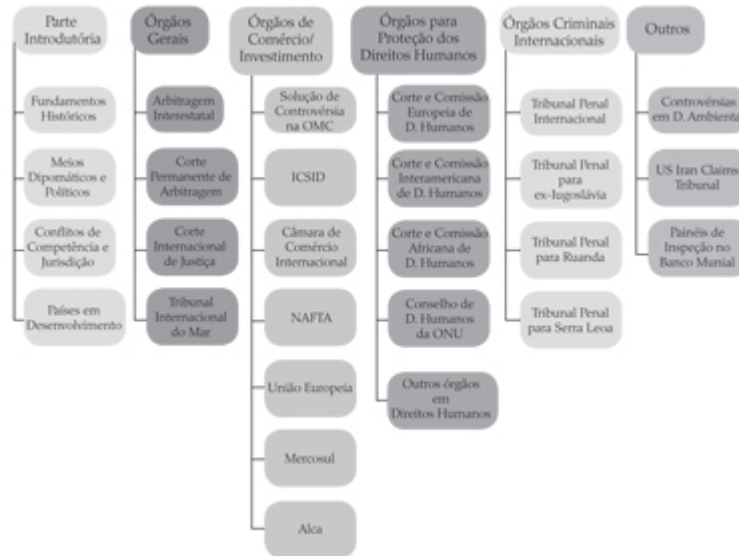 Parte
Introdutória
Fundamentos
Históricos
Meios
Dipomáticos e
Políticos
Conflitos de
Competência e
Jurisdição
Países em
Desenvolvimento
Órgãos
Gerais
Arbitragem
Interestatal
Corte
Permanente de
Arbitragem
Corte
Internacional
de Justiça
Tribunal
Internacional
do Mar
Órgãos de
Comércio/
Investimento
Solução de
Controvérsia
na OMC
ICSID
Câmara de
Comércio
Internacional
NAFTA
União Europeia
Mercosul
Alca
Órgãos para
Proteção dos
Direitos Humanos
Corte e Comissão
Europeia de
D. Humanos
Corte e Comissão
Interamericana
de D. Humanos
Corte e Comissão
Africana de
D. Humanos
Conselho de
D. Humanos
da ONU
Outros órgãos
em
Direitos Humanos
Órgãos Criminais
Internacionais
Tribunal Penal
Internacional
Tribunal Penal
para
ex-Iugoslávia
Tribunal Penal
para Ruanda
Tribunal Penal
para Serra Leoa
Outros
Controvérsias
em D. Ambienta
US Iran Claims
Tribunal
Painéis de
Inspeção no
Banco Munial